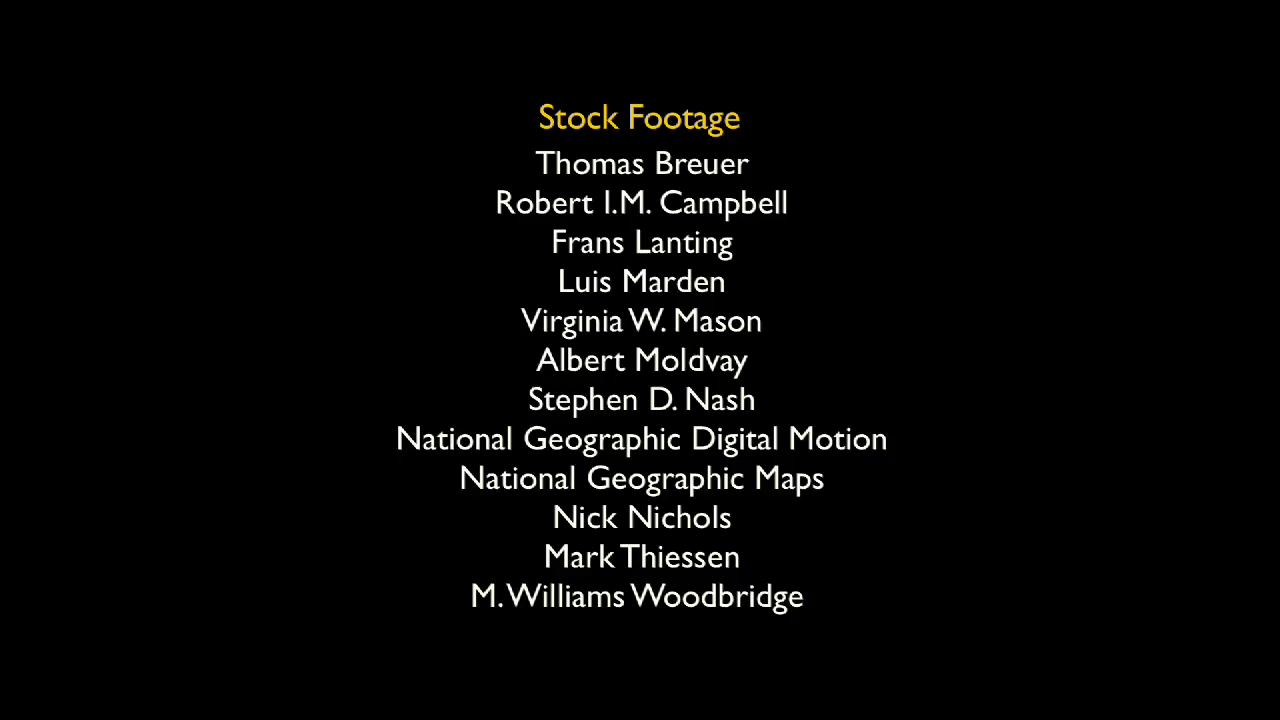 Stock Footage
Thomas Breuer
Robert I.M. Campbell
Frans Lanting
Luis Marden
Virginia W. Mason
Albert Moldvay
Stephen D. Nash
National Geographic Digital Motion
National Geographic Maps
Nick Nichols
Mark Thiessen
M. Williams Woodbridge